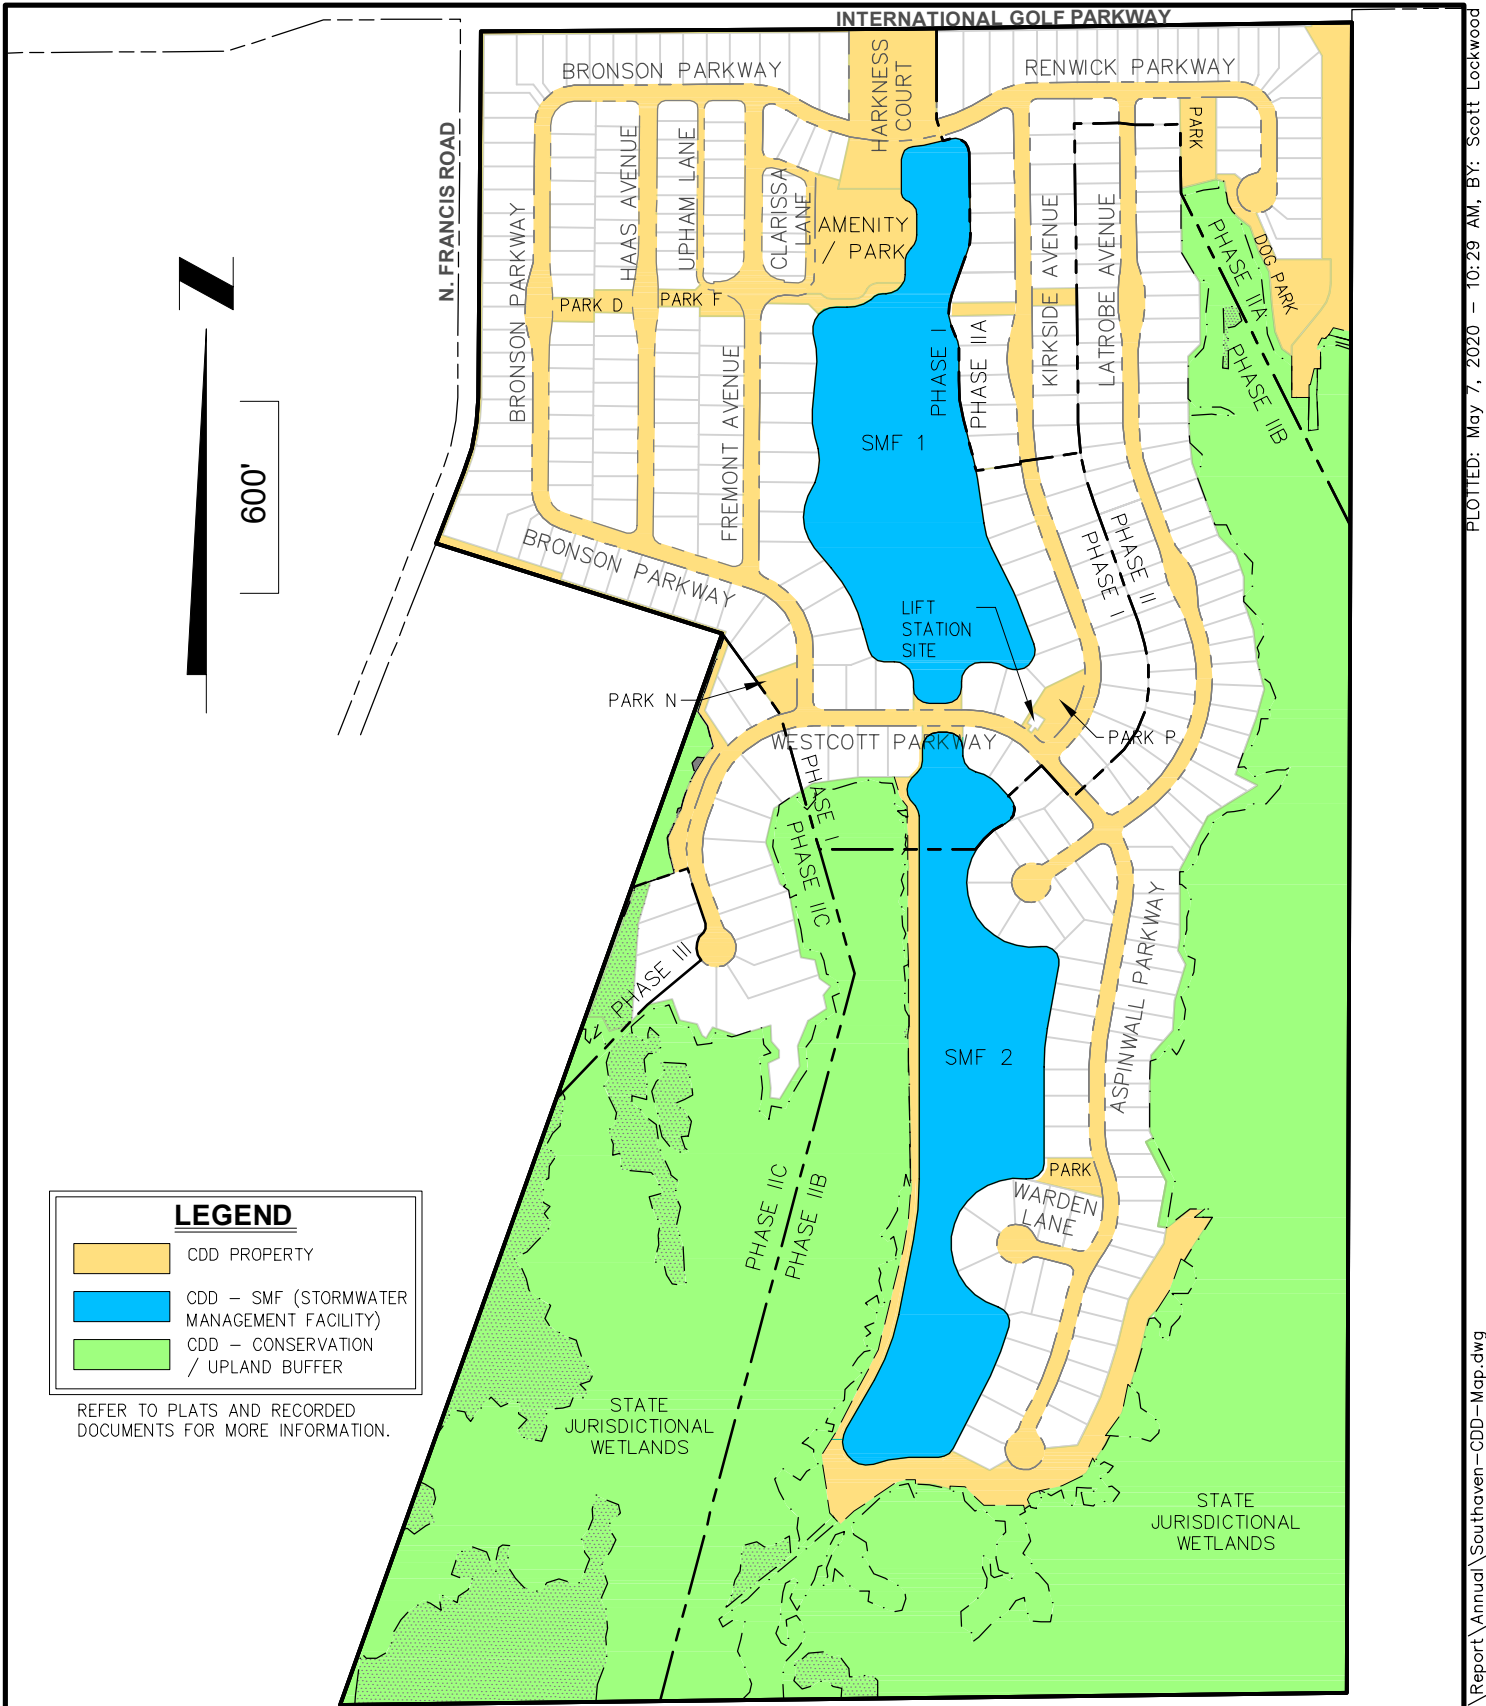 INTERNATIONAL GOLF PARKWAY
BRONSON PARKWAY
HARKNESS
COURT
RENWICK PARKWAY
PARK
N. FRANCIS ROAD
BRONSON PARKWAY
HAAS AVENUE
UPHAM LANE
CLARISSA
LANE
AMENITY
/ PARK
KIRKSIDE AVENUE
LATROBE AVENUE
PHASE IIA
PHASE IIB
DOG PARK
PARK D
PARK F
FREMONT AVENUE
PHASE I
PHASE IIA
SMF 1
N
600'
BRONSON PARKWAY
PHASE II
PHASE I
LIFT
STATION
SITE
PARK N
WESTCOTT PARKWAY
PARK P
PHASE I
PHASE IIC
PHASE III
ASPINWALL PARKWAY
SMF 2
PARK
WARDEN
LANE
PHASE IIC
PHASE IIB
LEGEND
CDD PROPERTY
CDD – SMF (STORMWATER
MANAGEMENT FACILITY)
CDD – CONSERVATION
/ UPLAND BUFFER
REFER TO PLATS AND RECORDED
DOCUMENTS FOR MORE INFORMATION.
STATE
JURISDICTIONAL
WETLANDS
STATE
JURISDICTIONAL
WETLANDS
PLOTTED: May 7, 2020 – 10:29 AM, BY: Scott Lockwood
\Report\Annual\Southaven-CDD-Map.dwg